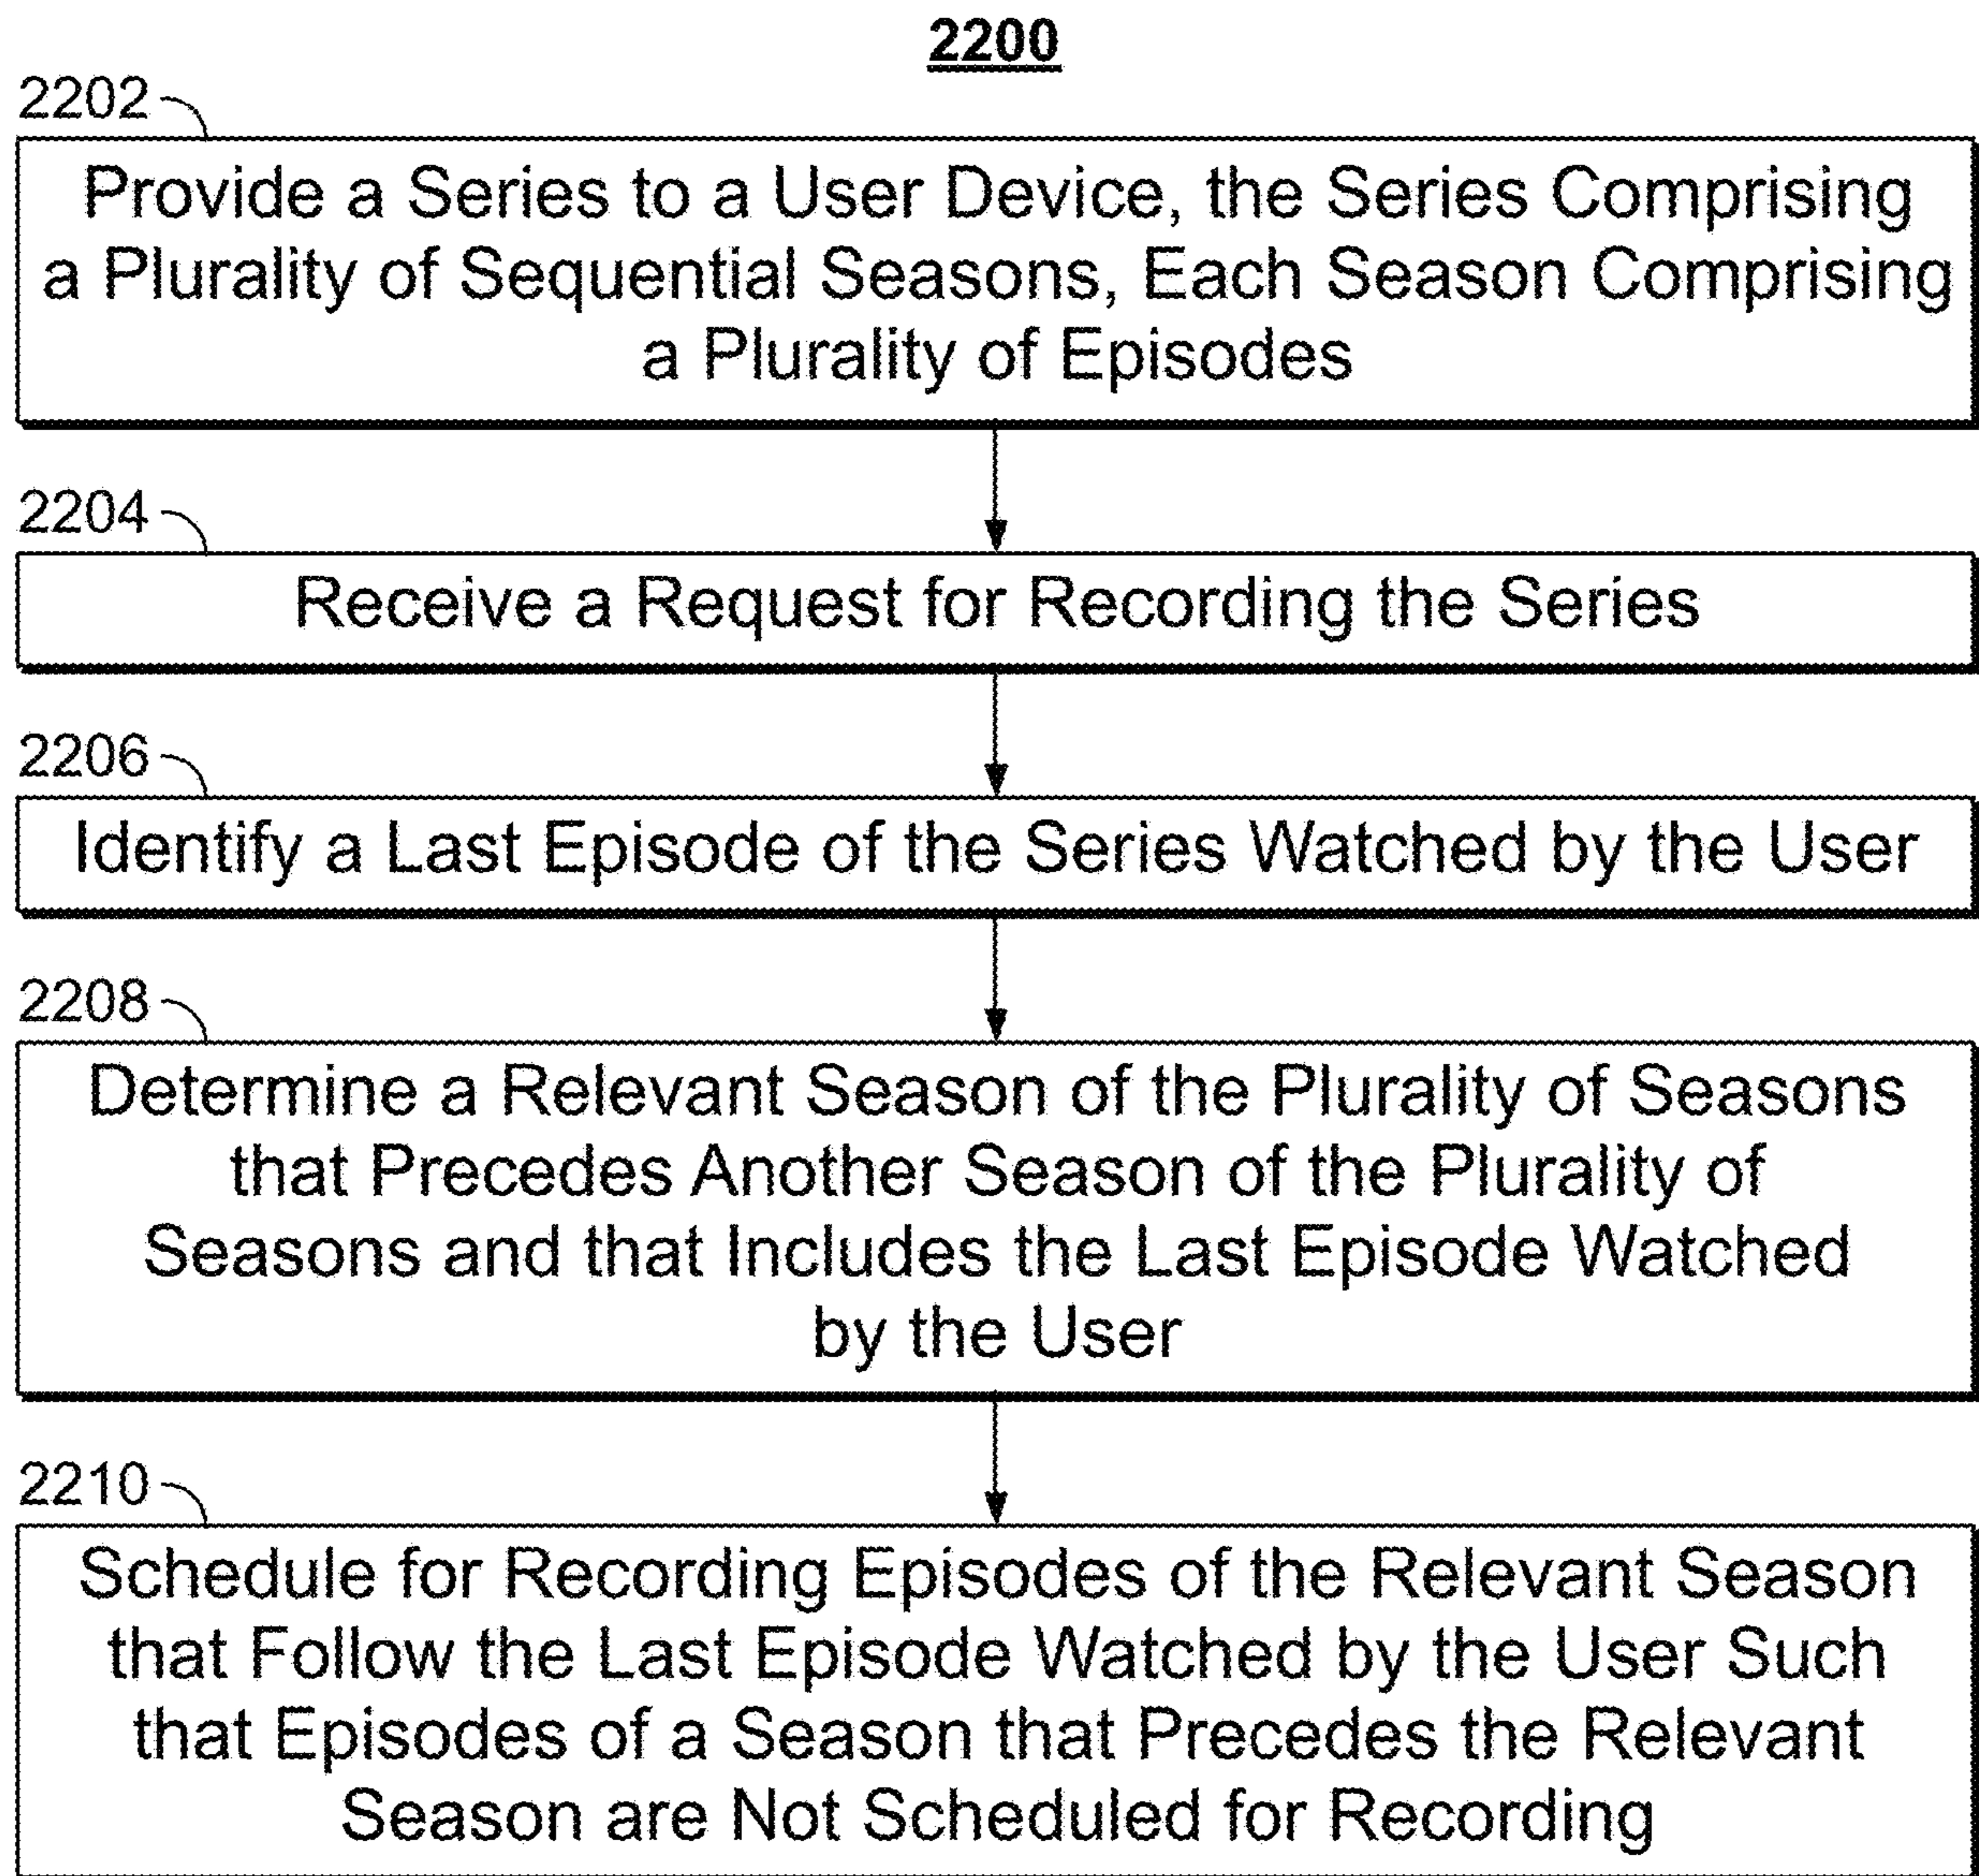 2200
2202
Provide a Series to a User Device, the Series Comprising
a Plurality of Sequential Seasons, Each Season Comprising
a Plurality of Episodes
2204
Receive a Request for Recording the Series
2206
Identify a Last Episode of the Series Watched by the User
2208
Determine a Relevant Season of the Plurality of Seasons
that Precedes Another Season of the Plurality of
Seasons and that Includes the Last Episode Watched
by the User
2210
Schedule for Recording Episodes of the Relevant Season
that Follow the Last Episode Watched by the User Such
that Episodes of a Season that Precedes the Relevant
Season are Not Scheduled for Recording